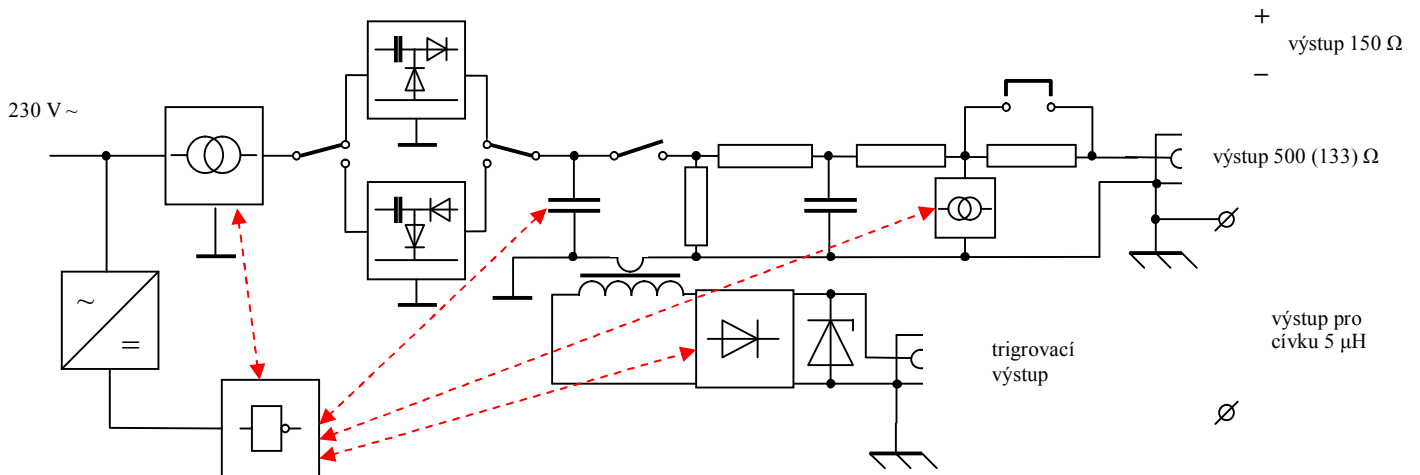 +
výstup 150 Ω
–
230 V ~
výstup 500 (133) Ω
~
=
trigrovací
výstup
výstup pro
cívku 5 μH